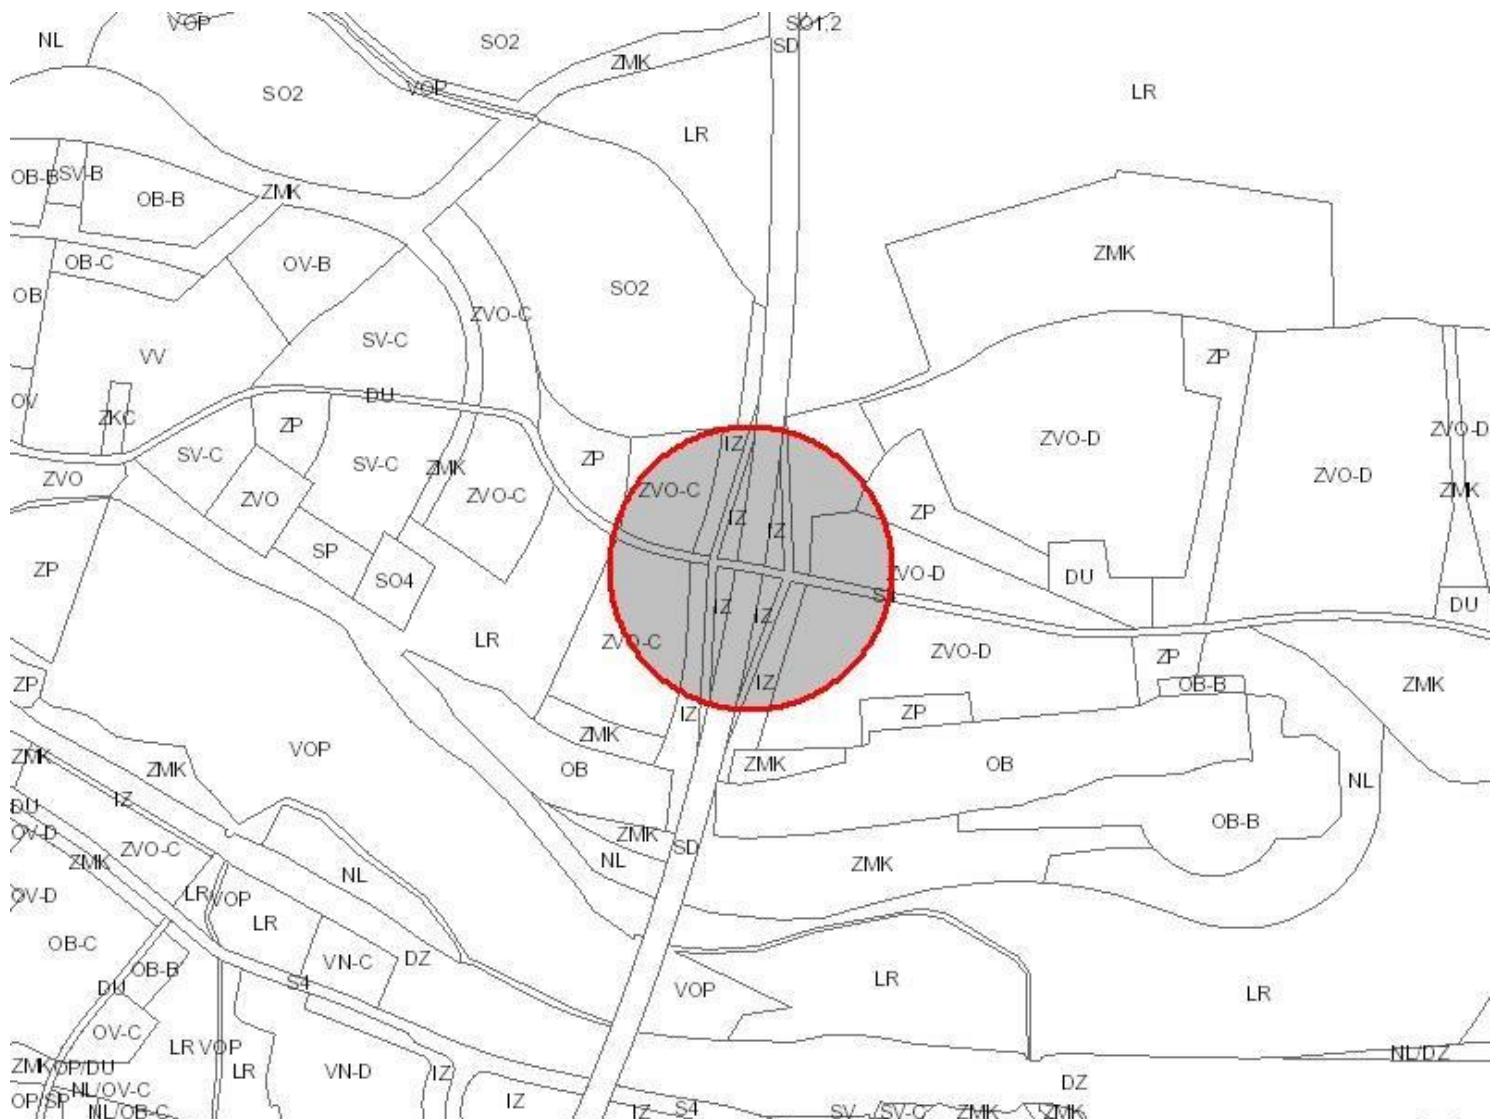 VOP
SO1,2
NL
SO2
SD
ZMK
SO2
VOP
LR
LR
OB-B
SV-B
OB-B
ZMK
OV-B
OB-C
ZMK
OB
SO2
ZVO-C
SV-C
VV
ZP
DU
OV
ZKC
ZP
ZVO-D
ZVO-D
IZ
SV-C
SV-C
ZMK
ZP
ZVO-D
ZVO
ZVO
ZVO-C
ZVO-C
ZMK
IZ
ZP
IZ
SP
ZP
SO4
ZVO-D
DU
S4
DU
IZ
IZ
LR
ZVO-C
ZVO-D
ZP
ZP
IZ
OB-B
ZMK
IZ
ZP
ZMK
VOP
ZMK
ZMK
ZMK
OB
OB
NL
IZ
DU
OV-D
OB-B
ZMK
ZVO-C
SD
ZMK
NL
ZMK
NL
OV-D
LR
VOP
LR
OB-C
VN-C
DZ
OB-B
S4
DU
VOP
LR
LR
OV-C
LR
VOP
NL/DZ
ZMK
OP/DU
LR
VN-D
IZ
DZ
NL/OV-C
OP/SP
NL/OB-C
IZ
IZ
S4
SV
SV-C
ZMK
ZMK